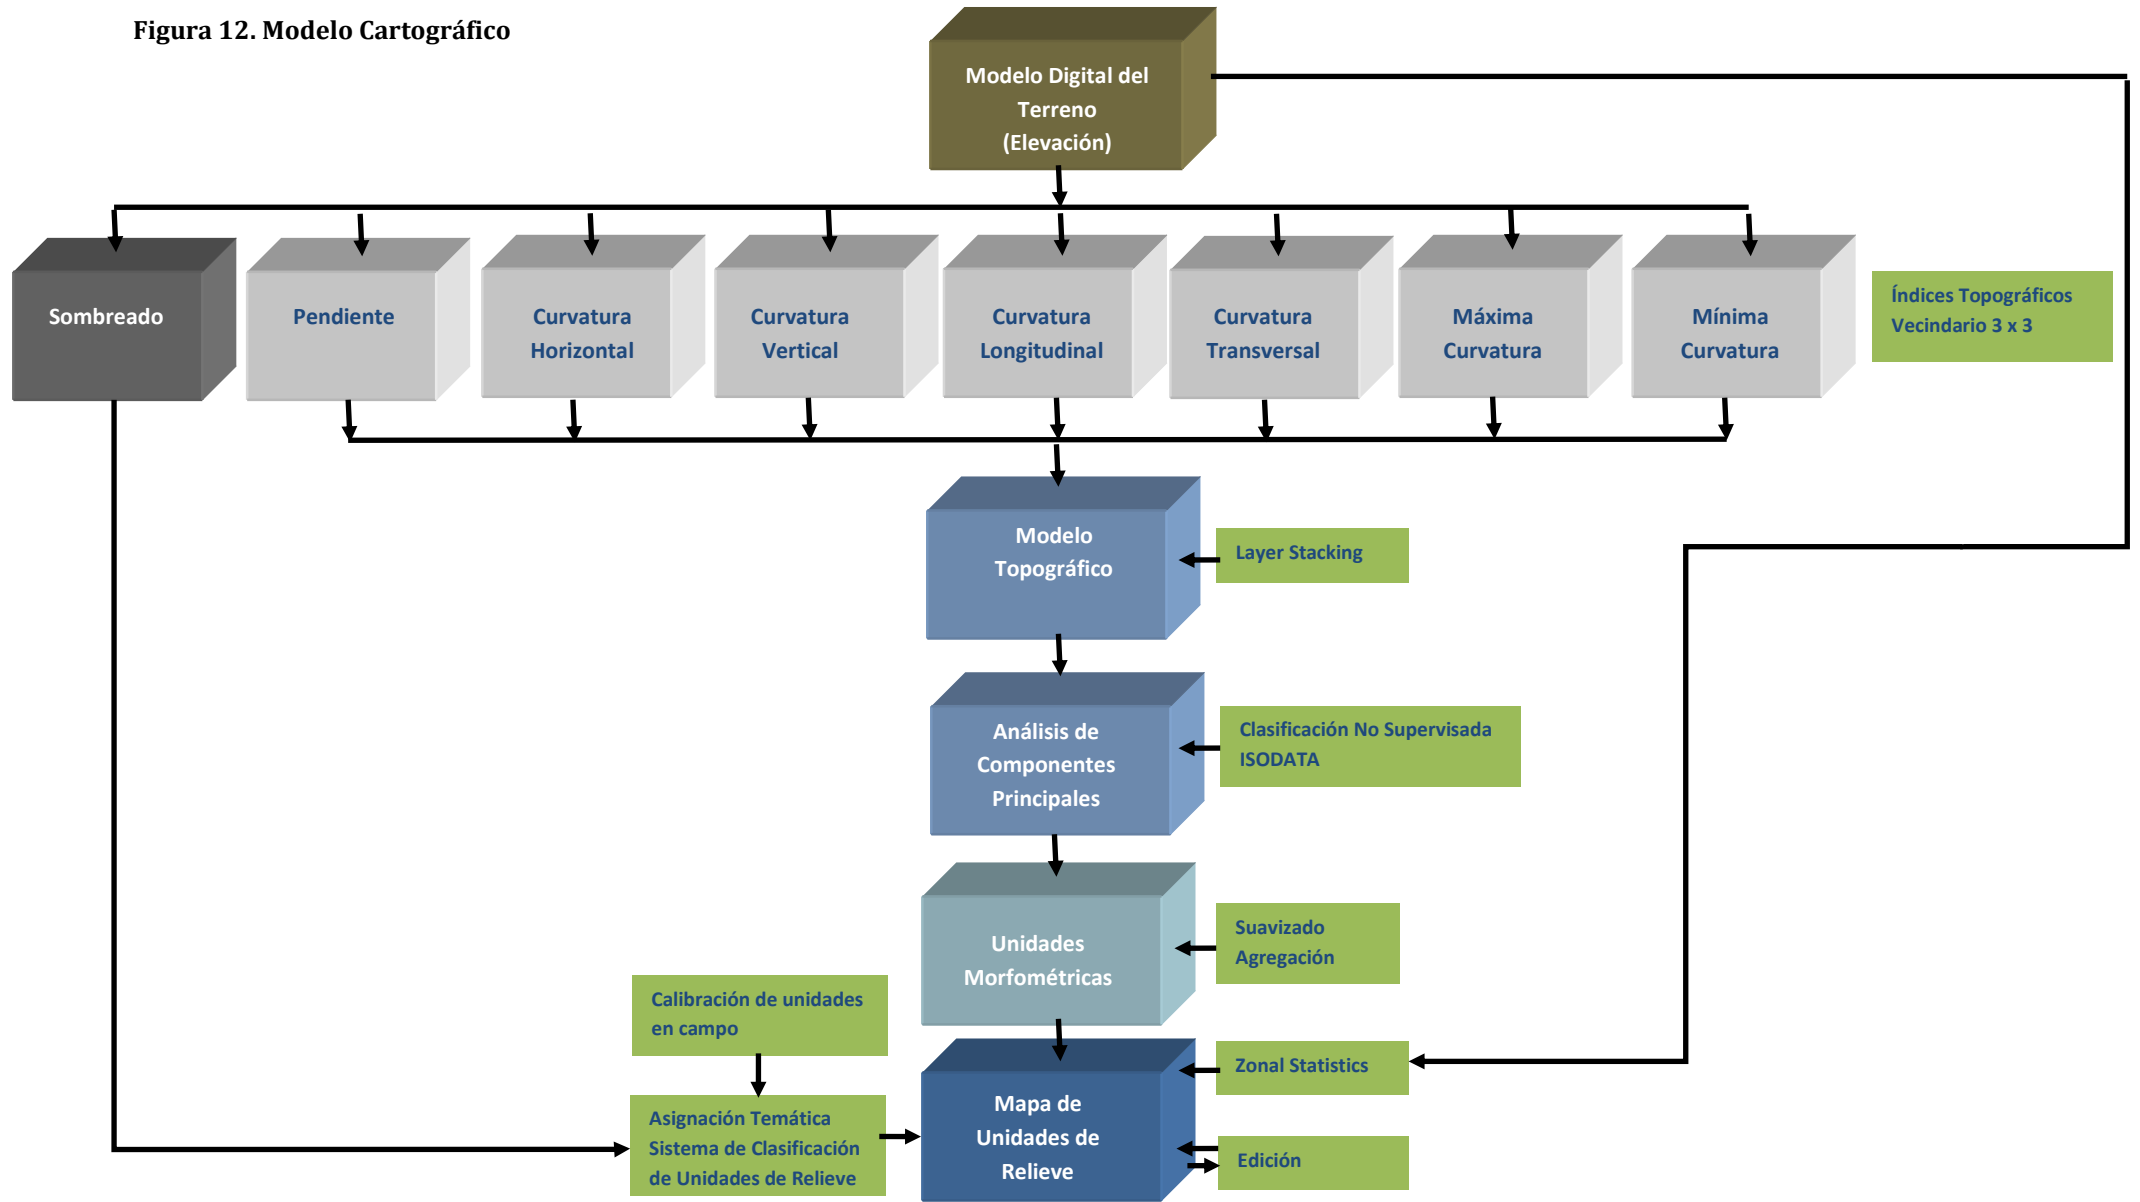 Figura 12. Modelo Cartográfico
Modelo Digital del
Terreno
(Elevación)
Sombreado
Pendiente
Curvatura
Horizontal
Curvatura
Vertical
Curvatura
Longitudinal
Curvatura
Transversal
Máxima
Curvatura
Mínima
Curvatura
Índices Topográficos
Vecindario 3 x 3
Modelo
Topográfico
Layer Stacking
Análisis de
Componentes
Principales
Clasificación No Supervisada
ISODATA
Unidades
Morfométricas
Suavizado
Agregación
Calibración de unidades
en campo
Zonal Statistics
Asignación Temática
Sistema de Clasificación
de Unidades de Relieve
Mapa de
Unidades de
Relieve
Edición